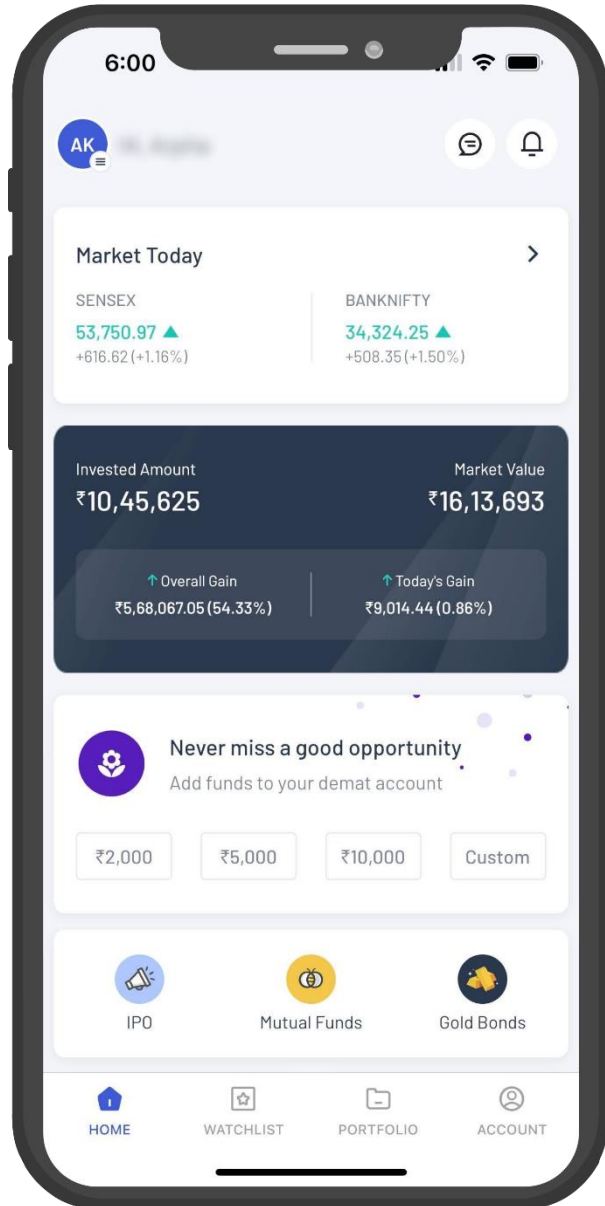 6:00
AK
Market Today
SENSEX
53,750.97 ▲
+616.62 (+1.16%)
BANKNIFTY
34,324.25 ▲
+508.35 (+1.50%)
Invested Amount
₹10,45,625
Market Value
₹16,13,693
↑ Overall Gain
₹5,68,067.05 (54.33%)
↑ Today's Gain
₹9,014.44 (0.86%)
Never miss a good opportunity
Add funds to your demat account
₹2,000
₹5,000
₹10,000
Custom
IPO
Mutual Funds
Gold Bonds
HOME
WATCHLIST
PORTFOLIO
ACCOUNT